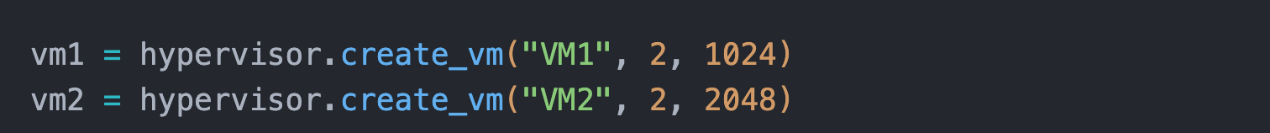 vm1 = hypervisor.create_vm("VM1", 2, 1024)
vm2 = hypervisor.create_vm("VM2", 2, 2048)